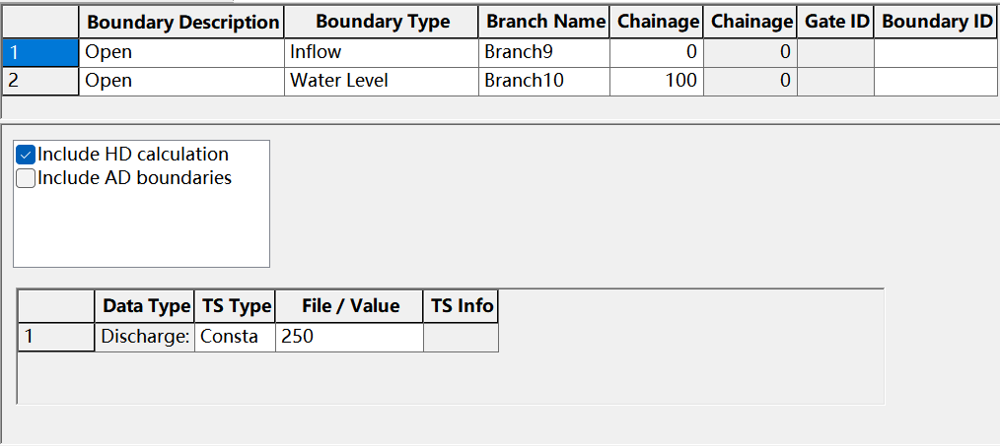 Boundary Description Boundary Type Branch Name Chainage Chainage Gate ID Boundary ID
1 Open Inflow Branch9 0 0
2 Open Water Level Branch10 100 0
Include HD calculation
Include AD boundaries
Data Type TS Type File / Value TS Info
1 Discharge: Consta 250